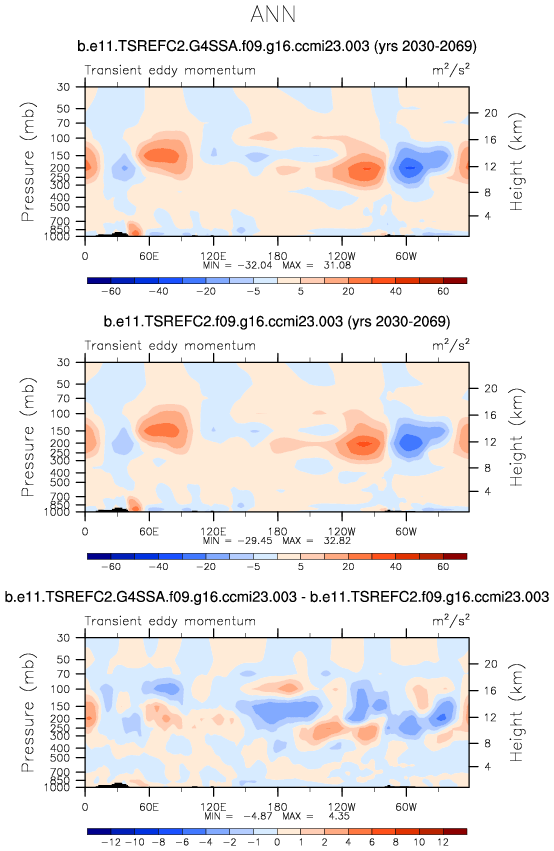 ANN
b.e11.TSREFC2.G4SSA.f09.g16.ccmi23.003 (yrs 2030-2069)
Transient eddy momentum m²/s²
Pressure (mb)
30
50
70
100
150
200
250
300
400
500
700
850
1000
20
16
12
8
4
Height (km)
0 60E 120E 180 120W 60W
MIN = -32.04 MAX = 31.08
-60 -40 -20 -5 5 20 40 60
b.e11.TSREFC2.f09.g16.ccmi23.003 (yrs 2030-2069)
Transient eddy momentum m²/s²
Pressure (mb)
30
50
70
100
150
200
250
300
400
500
700
850
1000
20
16
12
8
4
Height (km)
0 60E 120E 180 120W 60W
MIN = -29.45 MAX = 32.82
-60 -40 -20 -5 5 20 40 60
b.e11.TSREFC2.G4SSA.f09.g16.ccmi23.003 - b.e11.TSREFC2.f09.g16.ccmi23.003
Transient eddy momentum m²/s²
Pressure (mb)
30
50
70
100
150
200
250
300
400
500
700
850
1000
20
16
12
8
4
Height (km)
0 60E 120E 180 120W 60W
MIN = -4.87 MAX = 4.35
-12 -10 -8 -6 -4 -2 -1 0 1 2 4 6 8 10 12